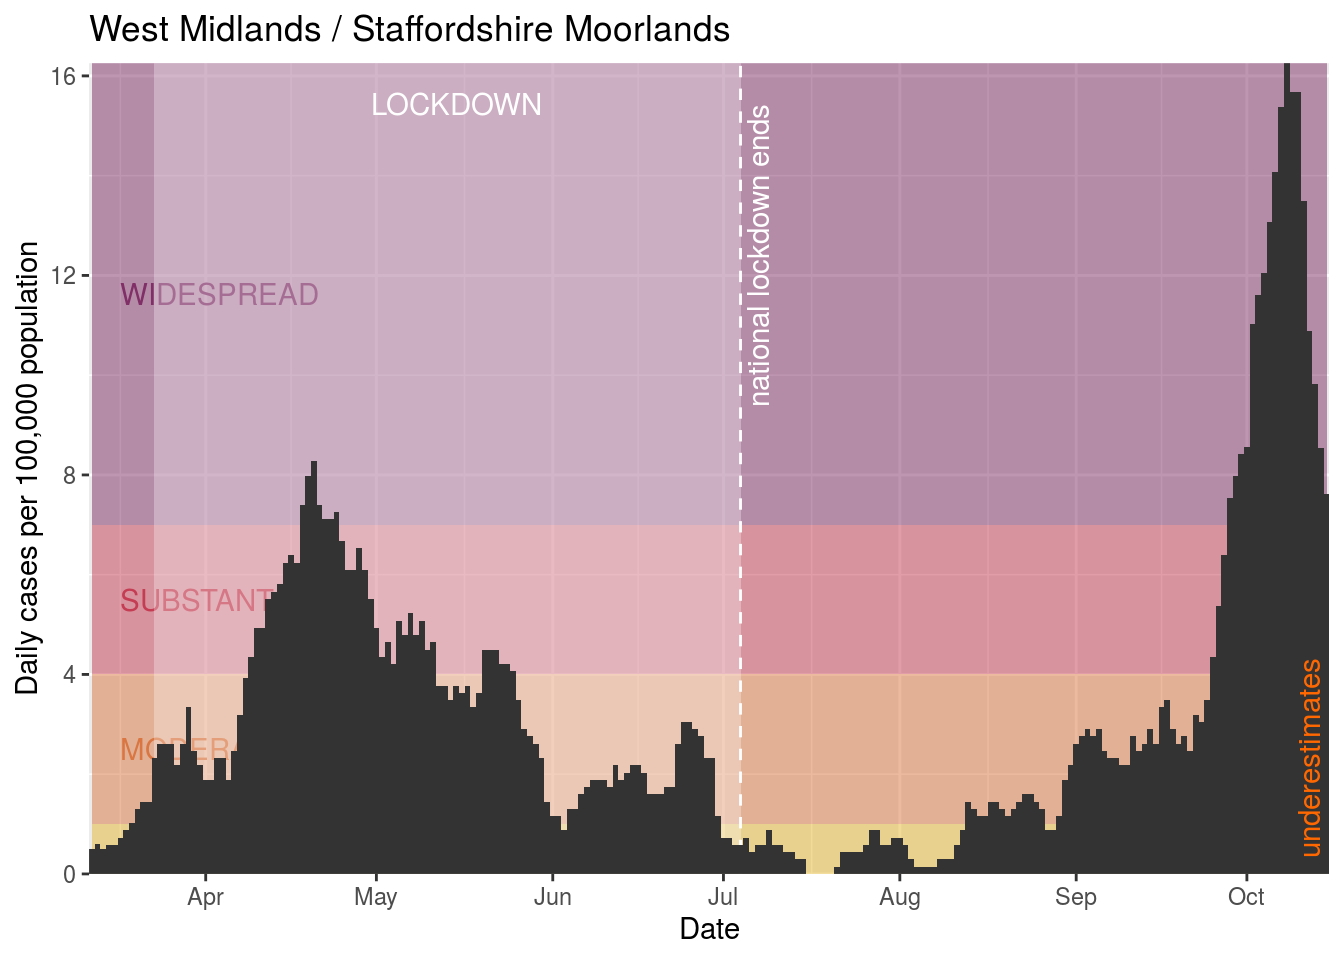 West Midlands / Staffordshire Moorlands
16
12
8
4
0
Daily cases per 100,000 population
LOCKDOWN
WIDESPREAD
SUBSTANT
MODERA
national lockdown ends
underestimates
Apr
May
Jun
Jul
Aug
Sep
Oct
Date